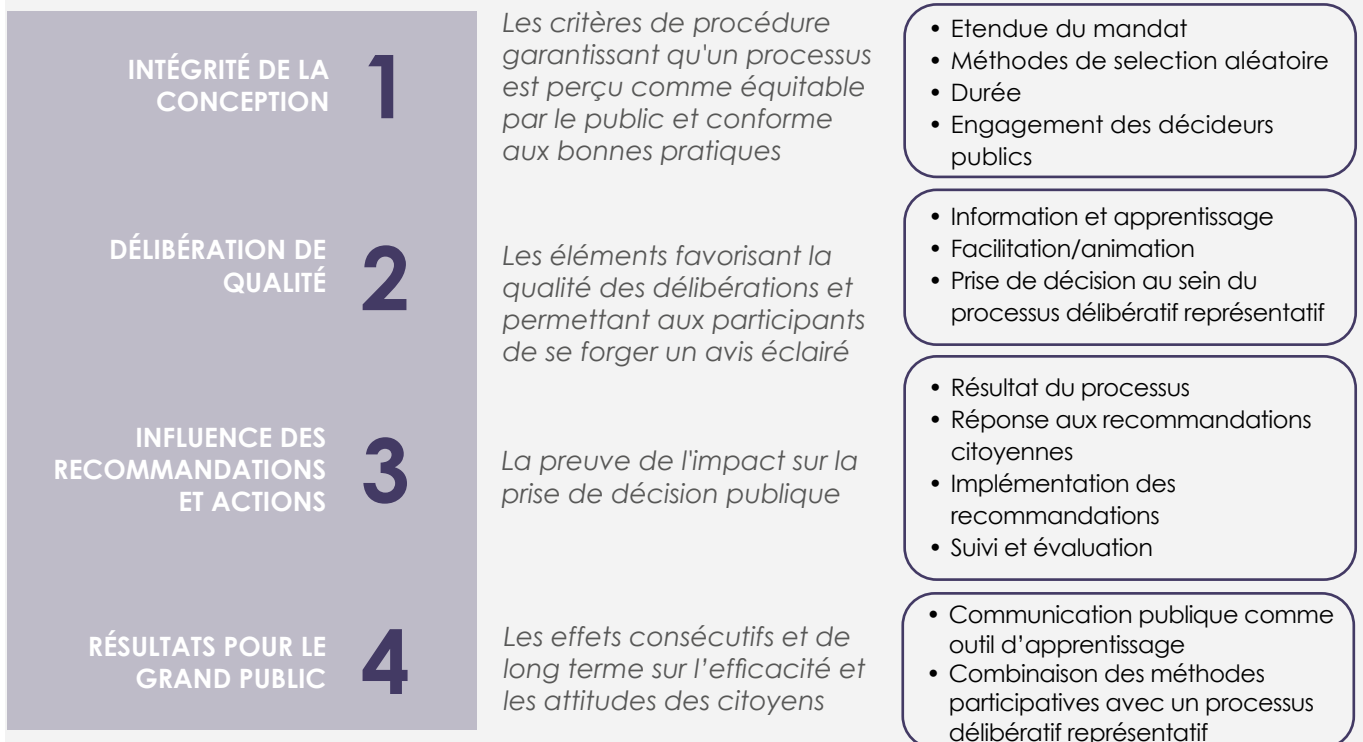 INTÉGRITÉ DE LA
CONCEPTION
1
Les critères de procédure
garantissant qu'un processus
est perçu comme équitable
par le public et conforme
aux bonnes pratiques
• Etendue du mandat
• Méthodes de selection aléatoire
• Durée
• Engagement des décideurs
publics
DÉLIBÉRATION DE
QUALITÉ
2
Les éléments favorisant la
qualité des délibérations et
permettant aux participants
de se forger un avis éclairé
• Information et apprentissage
• Facilitation/animation
• Prise de décision au sein du
processus délibératif représentatif
INFLUENCE DES
RECOMMANDATIONS
ET ACTIONS
3
La preuve de l'impact sur la
prise de décision publique
• Résultat du processus
• Réponse aux recommandations
citoyennes
• Implémentation des
recommandations
• Suivi et évaluation
RÉSULTATS POUR LE
GRAND PUBLIC
4
Les effets consécutifs et de
long terme sur l’efficacité et
les attitudes des citoyens
• Communication publique comme
outil d’apprentissage
• Combinaison des méthodes
participatives avec un processus
délibératif représentatif